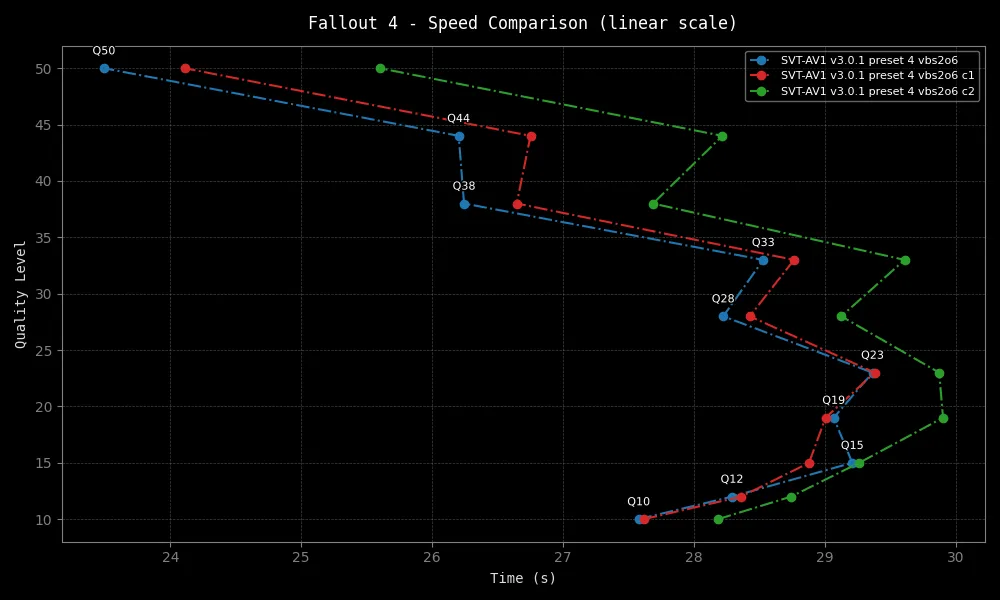 Fallout 4 - Speed Comparison (linear scale)
SVT-AV1 v3.0.1 preset 4 vbs2o6
SVT-AV1 v3.0.1 preset 4 vbs2o6 c1
SVT-AV1 v3.0.1 preset 4 vbs2o6 c2
Q50
Q44
Q38
Q33
Q28
Q23
Q19
Q15
Q12
Q10
Quality Level
50
45
40
35
30
25
20
15
10
24 25 26 27 28 29 30
Time (s)